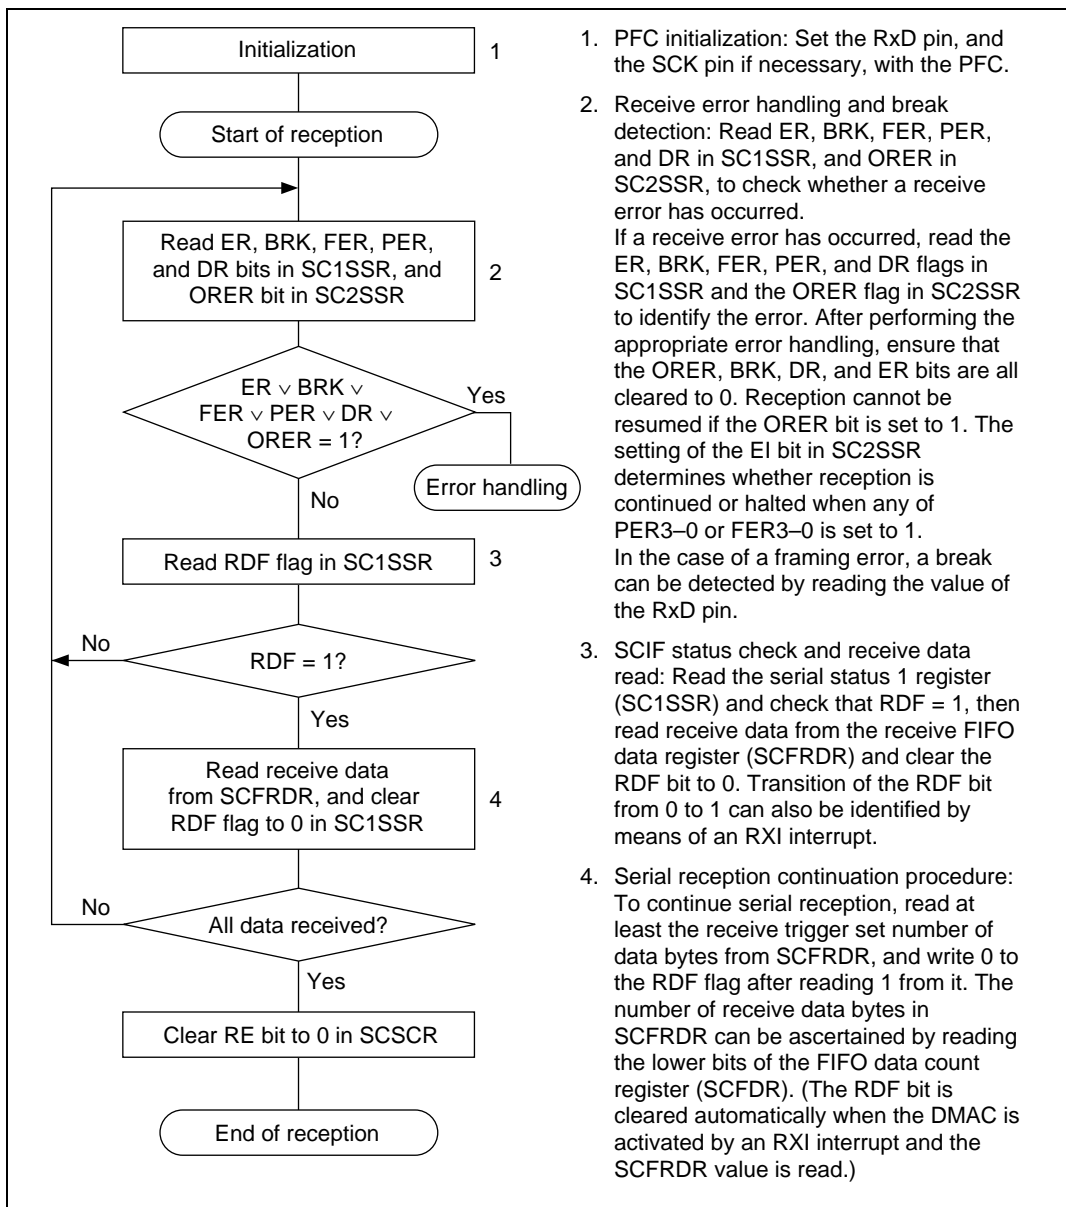 Initialization
1
Start of reception
Read ER, BRK, FER, PER,
and DR bits in SC1SSR, and
ORER bit in SC2SSR
2
ER ∨ BRK ∨
FER ∨ PER ∨ DR ∨
ORER = 1?
Yes
Error handling
No
Read RDF flag in SC1SSR
3
No
RDF = 1?
Yes
Read receive data
from SCFRDR, and clear
RDF flag to 0 in SC1SSR
4
No
All data received?
Yes
Clear RE bit to 0 in SCSCR
End of reception
1. PFC initialization: Set the RxD pin, and
the SCK pin if necessary, with the PFC.
2. Receive error handling and break
detection: Read ER, BRK, FER, PER,
and DR in SC1SSR, and ORER in
SC2SSR, to check whether a receive
error has occurred.
If a receive error has occurred, read the
ER, BRK, FER, PER, and DR flags in
SC1SSR and the ORER flag in SC2SSR
to identify the error. After performing the
appropriate error handling, ensure that
the ORER, BRK, DR, and ER bits are all
cleared to 0. Reception cannot be
resumed if the ORER bit is set to 1. The
setting of the EI bit in SC2SSR
determines whether reception is
continued or halted when any of
PER3–0 or FER3–0 is set to 1.
In the case of a framing error, a break
can be detected by reading the value of
the RxD pin.
3. SCIF status check and receive data
read: Read the serial status 1 register
(SC1SSR) and check that RDF = 1, then
read receive data from the receive FIFO
data register (SCFRDR) and clear the
RDF bit to 0. Transition of the RDF bit
from 0 to 1 can also be identified by
means of an RXI interrupt.
4. Serial reception continuation procedure:
To continue serial reception, read at
least the receive trigger set number of
data bytes from SCFRDR, and write 0 to
the RDF flag after reading 1 from it. The
number of receive data bytes in
SCFRDR can be ascertained by reading
the lower bits of the FIFO data count
register (SCFDR). (The RDF bit is
cleared automatically when the DMAC is
activated by an RXI interrupt and the
SCFRDR value is read.)